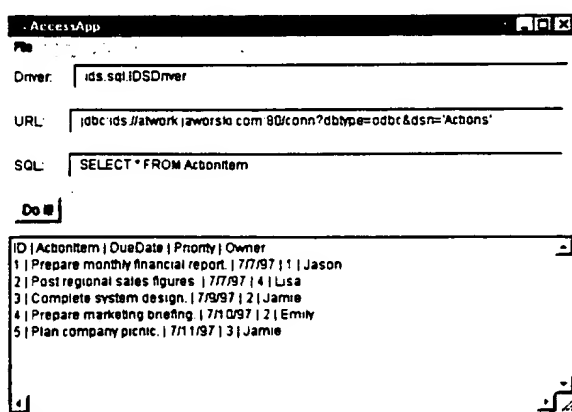 AccessApp
File
Driver: ids.sql.IDSDriver
URL: jdbc:ids://atwork.jaworski.com:80/conn?dbtype=odbc&dsn='Actions'
SQL: SELECT * FROM ActionItem
Do it!
ID | ActionItem | DueDate | Priority | Owner
1 | Prepare monthly financial report. | 7/7/97 | 1 | Jason
2 | Post regional sales figures. | 7/7/97 | 4 | Lisa
3 | Complete system design. | 7/9/97 | 2 | Jamie
4 | Prepare marketing briefing. | 7/10/97 | 2 | Emily
5 | Plan company picnic. | 7/11/97 | 3 | Jamie